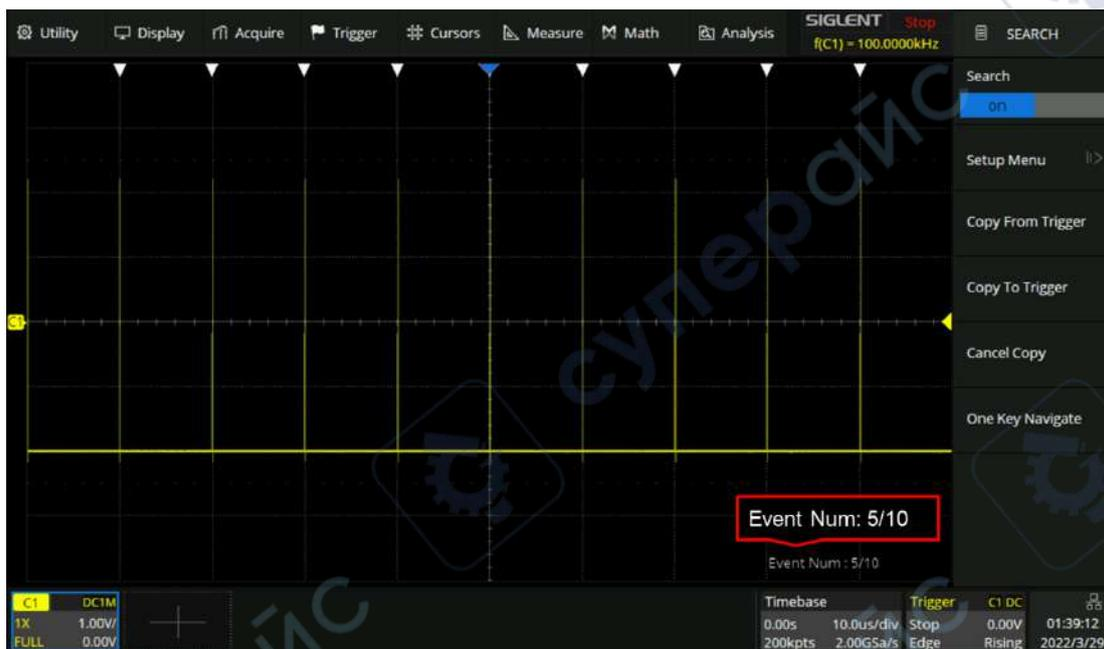 Utility Display Acquire Trigger Cursors Measure Math Analysis
SIGLENT Stop
f(C1) = 100.0000kHz
SEARCH
Search
on
Setup Menu
Copy From Trigger
Copy To Trigger
Cancel Copy
One Key Navigate
C1
суперайс
Event Num: 5/10
Event Num : 5/10
айс
C1 DC1M
1X 1.00V/
FULL 0.00V
Timebase
0.00s 10.0us/div
200kpts 2.00GSa/s
Trigger C1 DC
Stop 0.00V
Edge Rising
01:39:12
2022/3/29